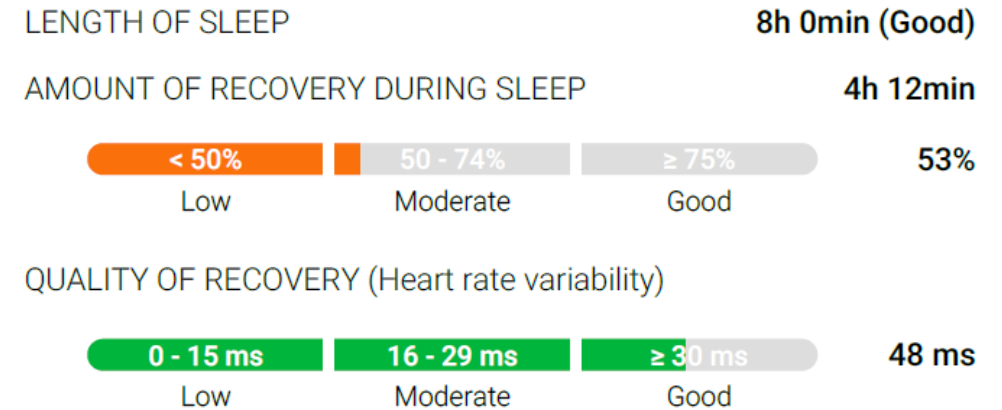 LENGTH OF SLEEP 8h 0min (Good)
AMOUNT OF RECOVERY DURING SLEEP 4h 12min
< 50% 50 - 74% ≥ 75% 53%
Low Moderate Good
QUALITY OF RECOVERY (Heart rate variability)
0 - 15 ms 16 - 29 ms ≥ 30 ms 48 ms
Low Moderate Good